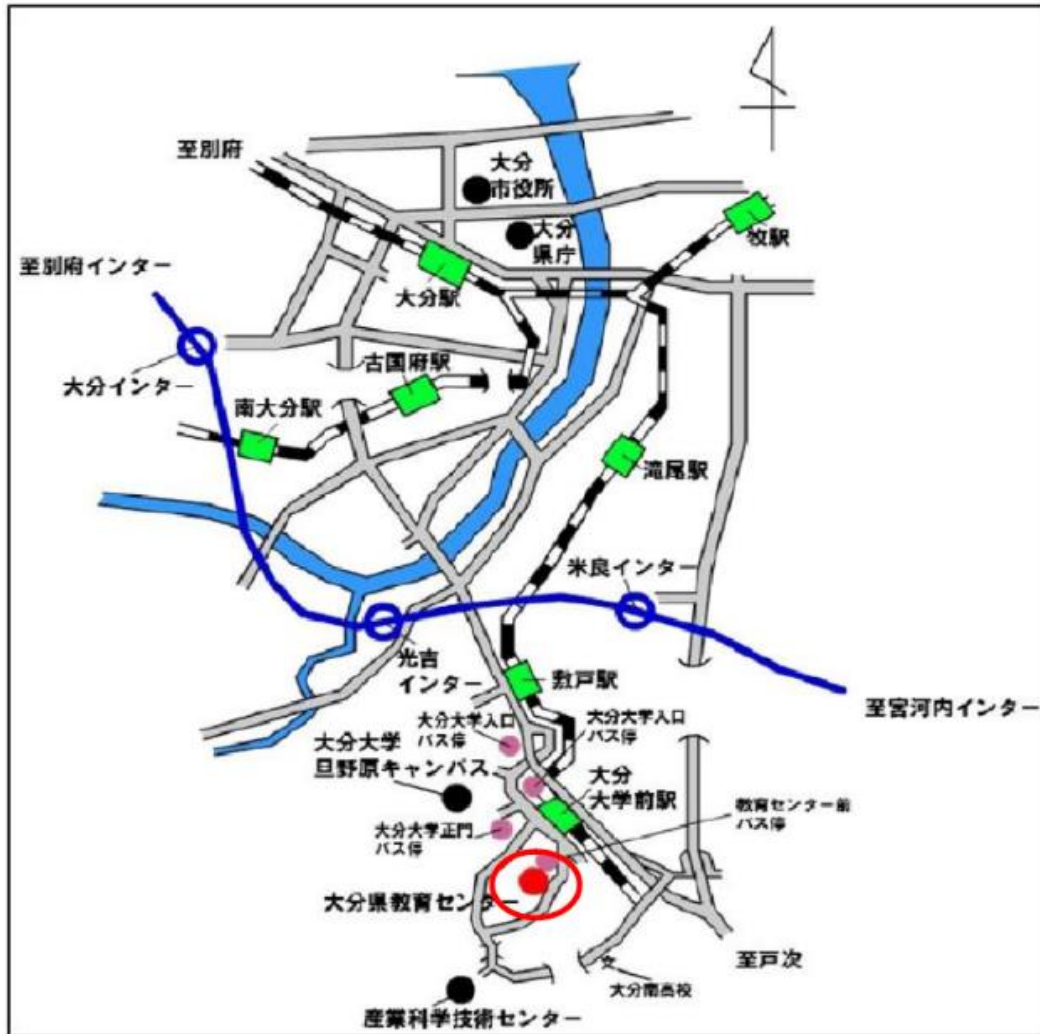 至別府
大分
市役所
大分
県庁
牧駅
至別府インター
大分駅
大分インター
古国府駅
南大分駅
滝尾駅
米良インター
光吉
インター
敷戸駅
至宮河内インター
大分大学入口
バス停
大分大学入口
バス停
大分大学
旦野原キャンパス
大分
大学前駅
教育センター前
バス停
大分大学正門
バス停
大分県教育センター
至戸次
大分南高校
産業科学技術センター